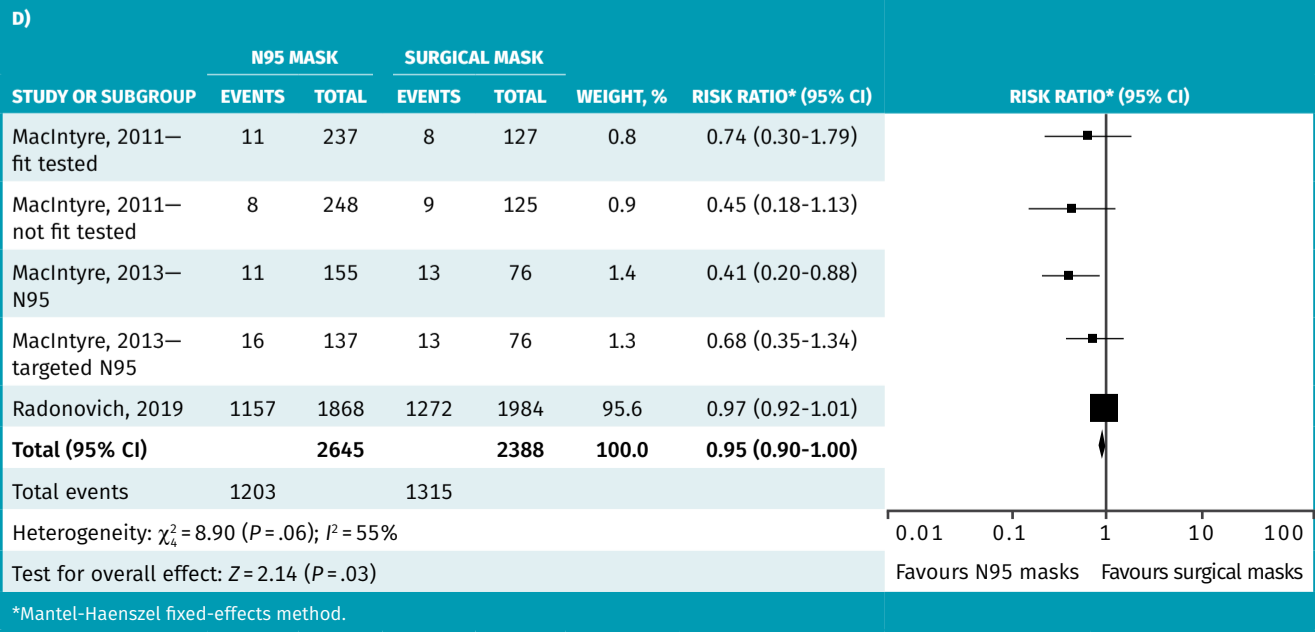 D)
N95 MASK SURGICAL MASK
STUDY OR SUBGROUP EVENTS TOTAL EVENTS TOTAL WEIGHT, % RISK RATIO* (95% CI) RISK RATIO* (95% CI)
MacIntyre, 2011— 11 237 8 127 0.8 0.74 (0.30-1.79)
fit tested
MacIntyre, 2011— 8 248 9 125 0.9 0.45 (0.18-1.13)
not fit tested
MacIntyre, 2013— 11 155 13 76 1.4 0.41 (0.20-0.88)
N95
MacIntyre, 2013— 16 137 13 76 1.3 0.68 (0.35-1.34)
targeted N95
Radonovich, 2019 1157 1868 1272 1984 95.6 0.97 (0.92-1.01)
Total (95% CI) 2645 2388 100.0 0.95 (0.90-1.00)
Total events 1203 1315
Heterogeneity: χ²₄ = 8.90 (P = .06); I² = 55%
0.01 0.1 1 10 100
Test for overall effect: Z = 2.14 (P = .03)
Favours N95 masks Favours surgical masks
*Mantel-Haenszel fixed-effects method.